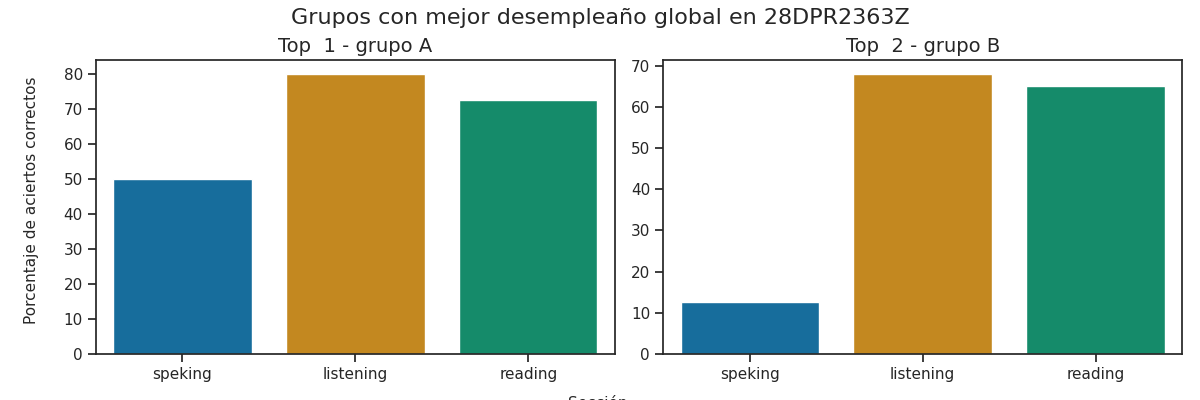 Grupos con mejor desempleaño global en 28DPR2363Z
Top 1 - grupo A
Top 2 - grupo B
Porcentaje de aciertos correctos
80
70
60
50
40
30
20
10
0
speking
listening
reading
70
60
50
40
30
20
10
0
speking
listening
reading
Sección